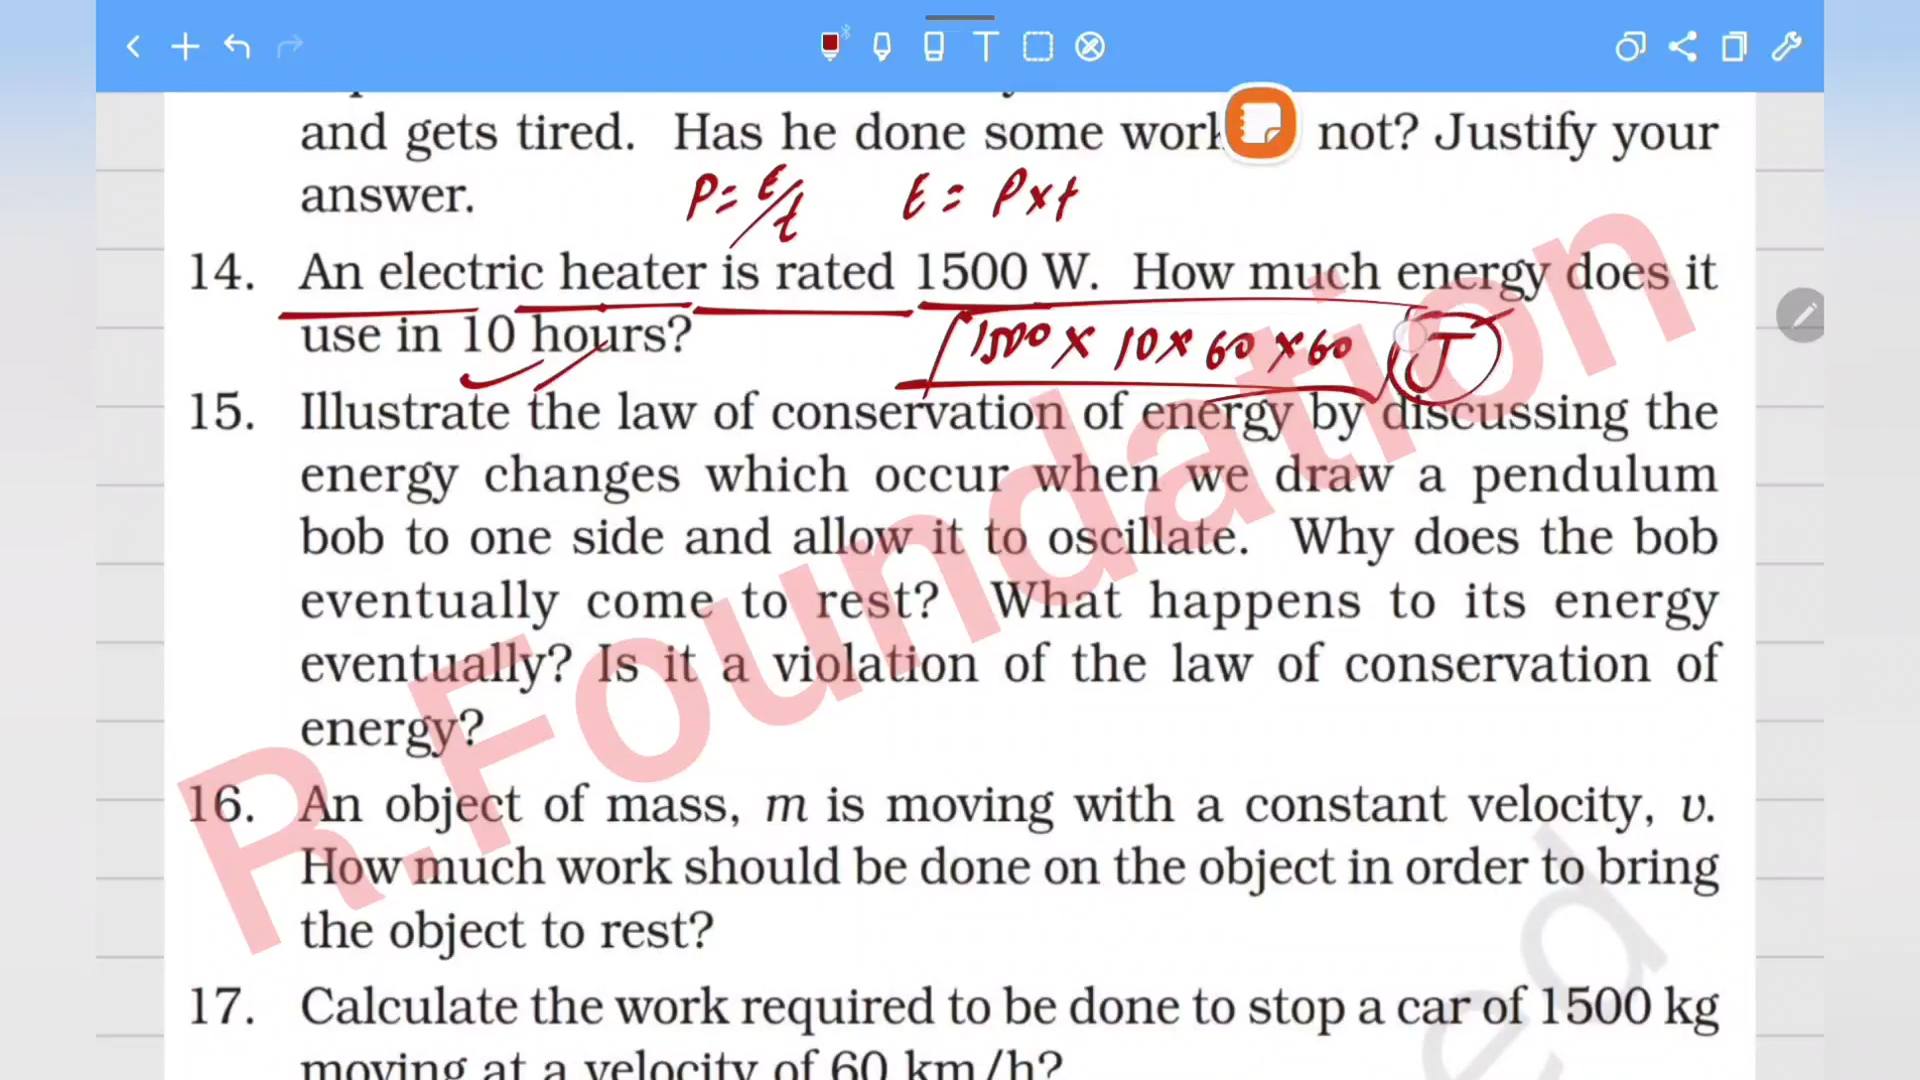 and gets tired. Has he done some work not? Justify your
answer.
P = E/t E = P x t
14. An electric heater is rated 1500 W. How much energy does it
use in 10 hours?
1500 x 10 x 60 x 60 J
15. Illustrate the law of conservation of energy by discussing the
energy changes which occur when we draw a pendulum
bob to one side and allow it to oscillate. Why does the bob
eventually come to rest? What happens to its energy
eventually? Is it a violation of the law of conservation of
energy?
16. An object of mass, m is moving with a constant velocity, v.
How much work should be done on the object in order to bring
the object to rest?
17. Calculate the work required to be done to stop a car of 1500 kg
moving at a velocity of 60 km/h?
R.Foundation
ed